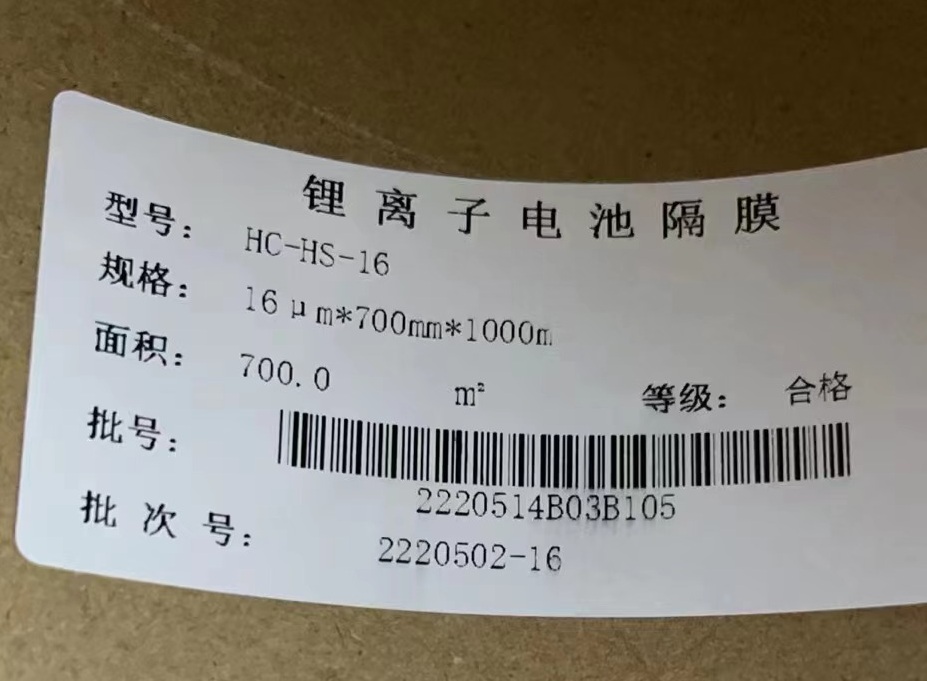 锂离子电池隔膜
型号： HC-HS-16
规格： 16μm*700mm*1000m
面积： 700.0 m² 等级： 合格
批号：
2220514B03B105
批次号： 2220502-16